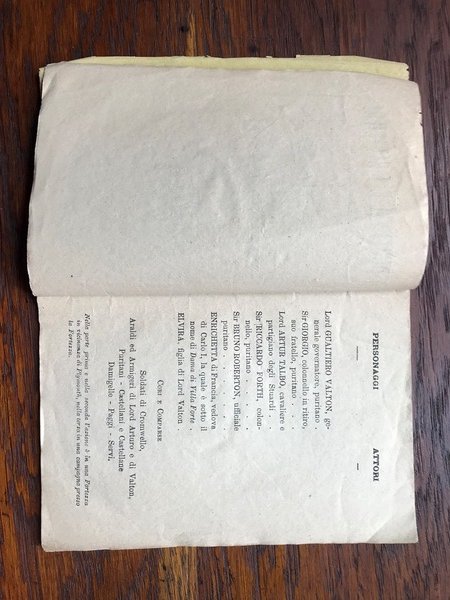 PERSONAGGI ATTORI
Lord GUALTIERO VALTON, ge-
nerale governatore, puritano .
Sir GIORGIO, colonnello in ritiro,
suo fratello, puritano . . .
Lord ARTUR TALBO, cavaliere e
partigiano degli Stuardi . .
Sir RICCARDO FORTH, colon-
nello, puritano . . . .
Sir BRUNO ROBERTON, ufficiale
puritano . . . .
ENRICHETTA di Francia, vedova
di Carlo I, la quale è sotto il
nome di Dama di Villa Forte .
ELVIRA, figlia di Lord Valton .
CORI E COMPARSE
Soldati di Cromwello,
Araldi ed Armigeri di Lord Arturo e di Valton,
Puritani - Castellani e Castellane
Damigelle - Paggi - Servi.
Nella parte prima e nella seconda l'azione è in una Fortezza
in vicinanza di Plymouth, nella terza in una campagna presso
la Fortezza.